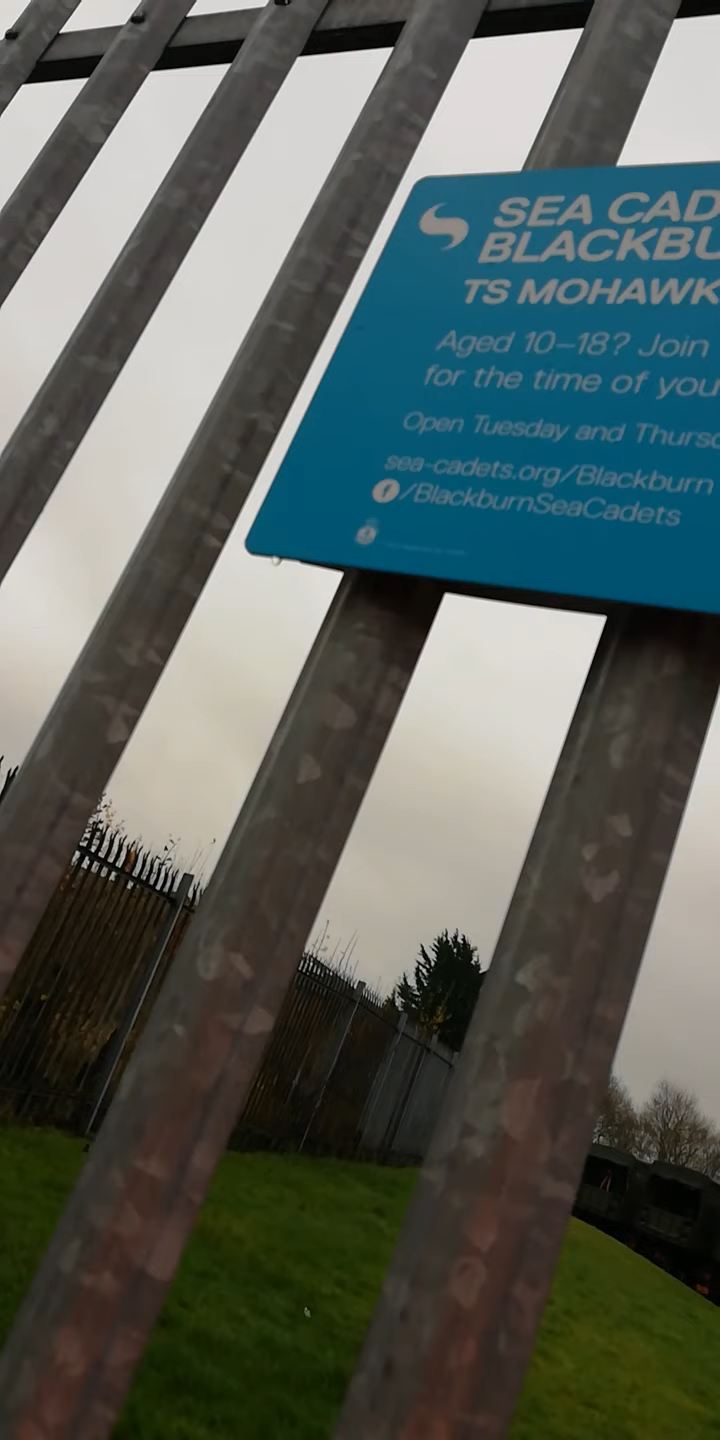 SEA CAD
BLACKBU
TS MOHAWK
Aged 10–18? Join
for the time of you
Open Tuesday and Thursd
sea-cadets.org/Blackburn
f/BlackburnSeaCadets